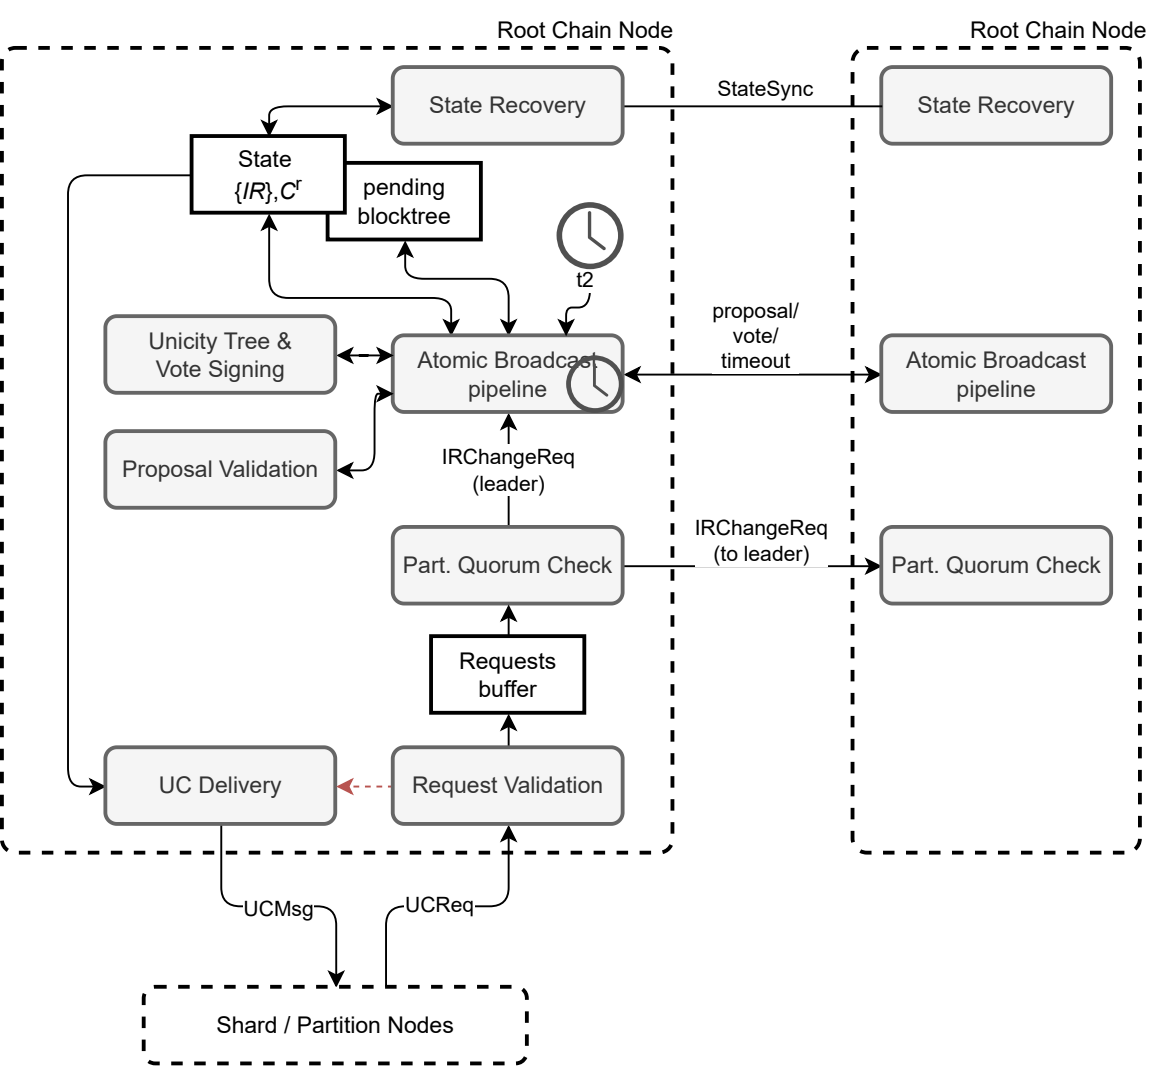 Root Chain Node
Root Chain Node
State Recovery
StateSync
State Recovery
State
{IR},Cʳ
pending
blocktree
t2
proposal/
vote/
timeout
Unicity Tree &
Vote Signing
Atomic Broadcast
pipeline
Atomic Broadcast
pipeline
Proposal Validation
IRChangeReq
(leader)
IRChangeReq
(to leader)
Part. Quorum Check
Part. Quorum Check
Requests
buffer
UC Delivery
Request Validation
UCMsg
UCReq
Shard / Partition Nodes